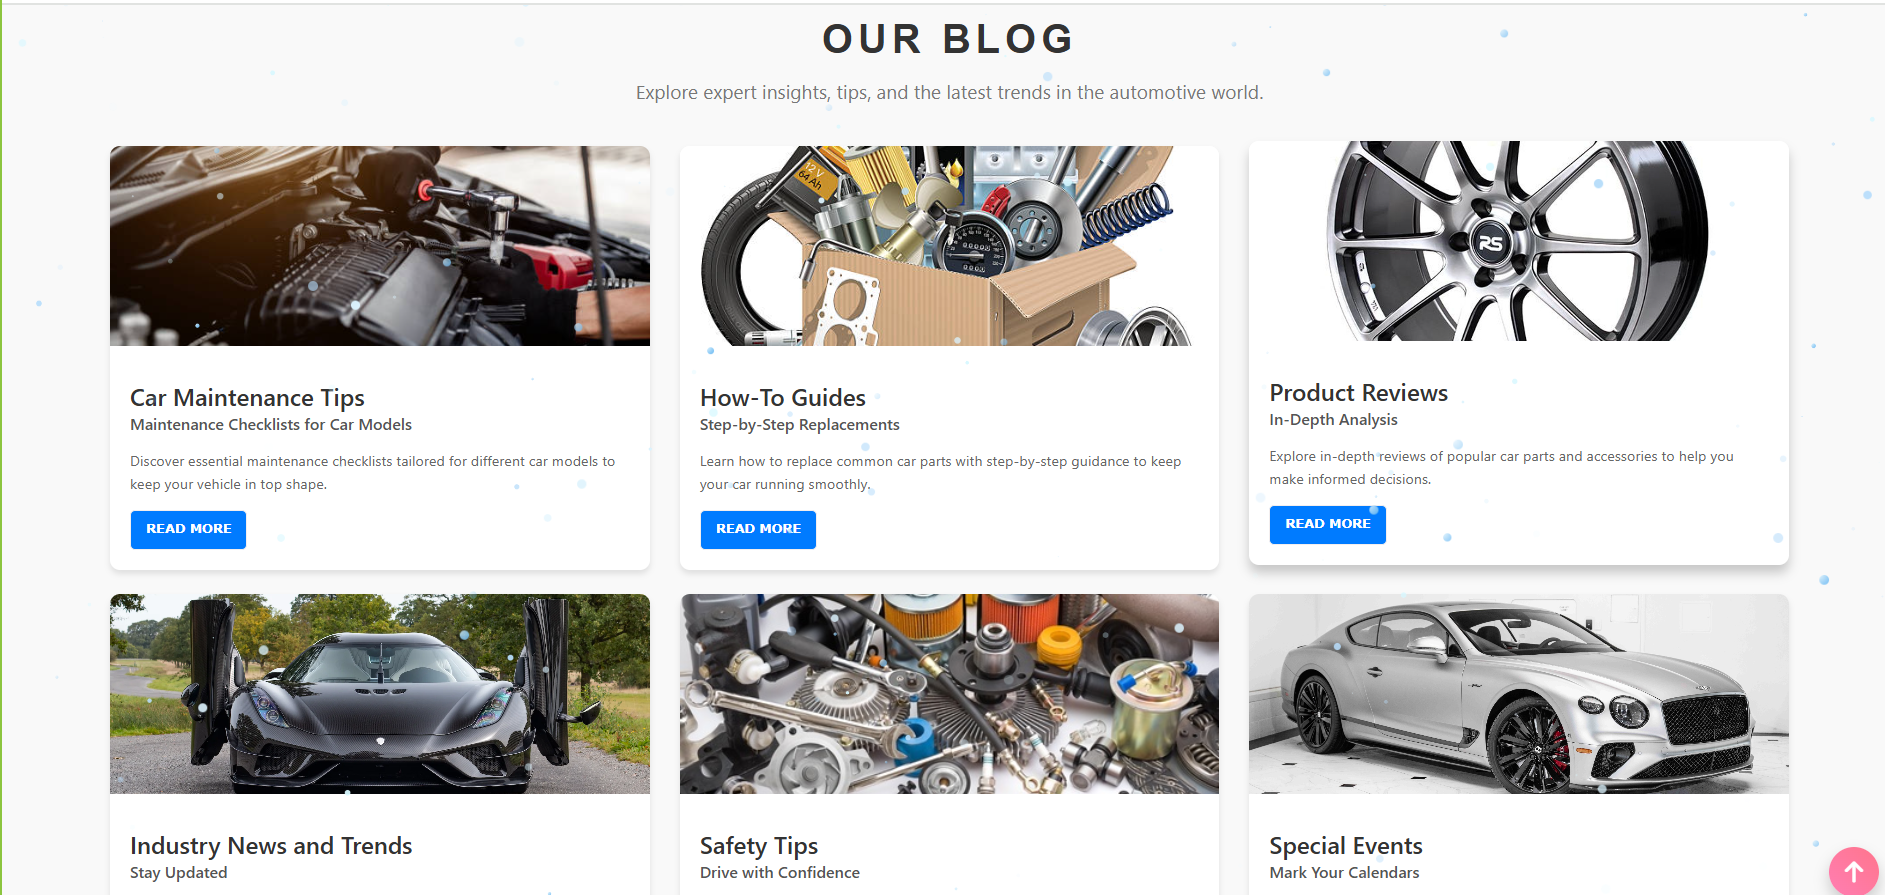 OUR BLOG
Explore expert insights, tips, and the latest trends in the automotive world.
12 V
64 Ah
RS
Car Maintenance Tips
Maintenance Checklists for Car Models
Discover essential maintenance checklists tailored for different car models to
keep your vehicle in top shape.
READ MORE
How-To Guides
Step-by-Step Replacements
Learn how to replace common car parts with step-by-step guidance to keep
your car running smoothly.
READ MORE
Product Reviews
In-Depth Analysis
Explore in-depth reviews of popular car parts and accessories to help you
make informed decisions.
READ MORE
Industry News and Trends
Stay Updated
Safety Tips
Drive with Confidence
Special Events
Mark Your Calendars